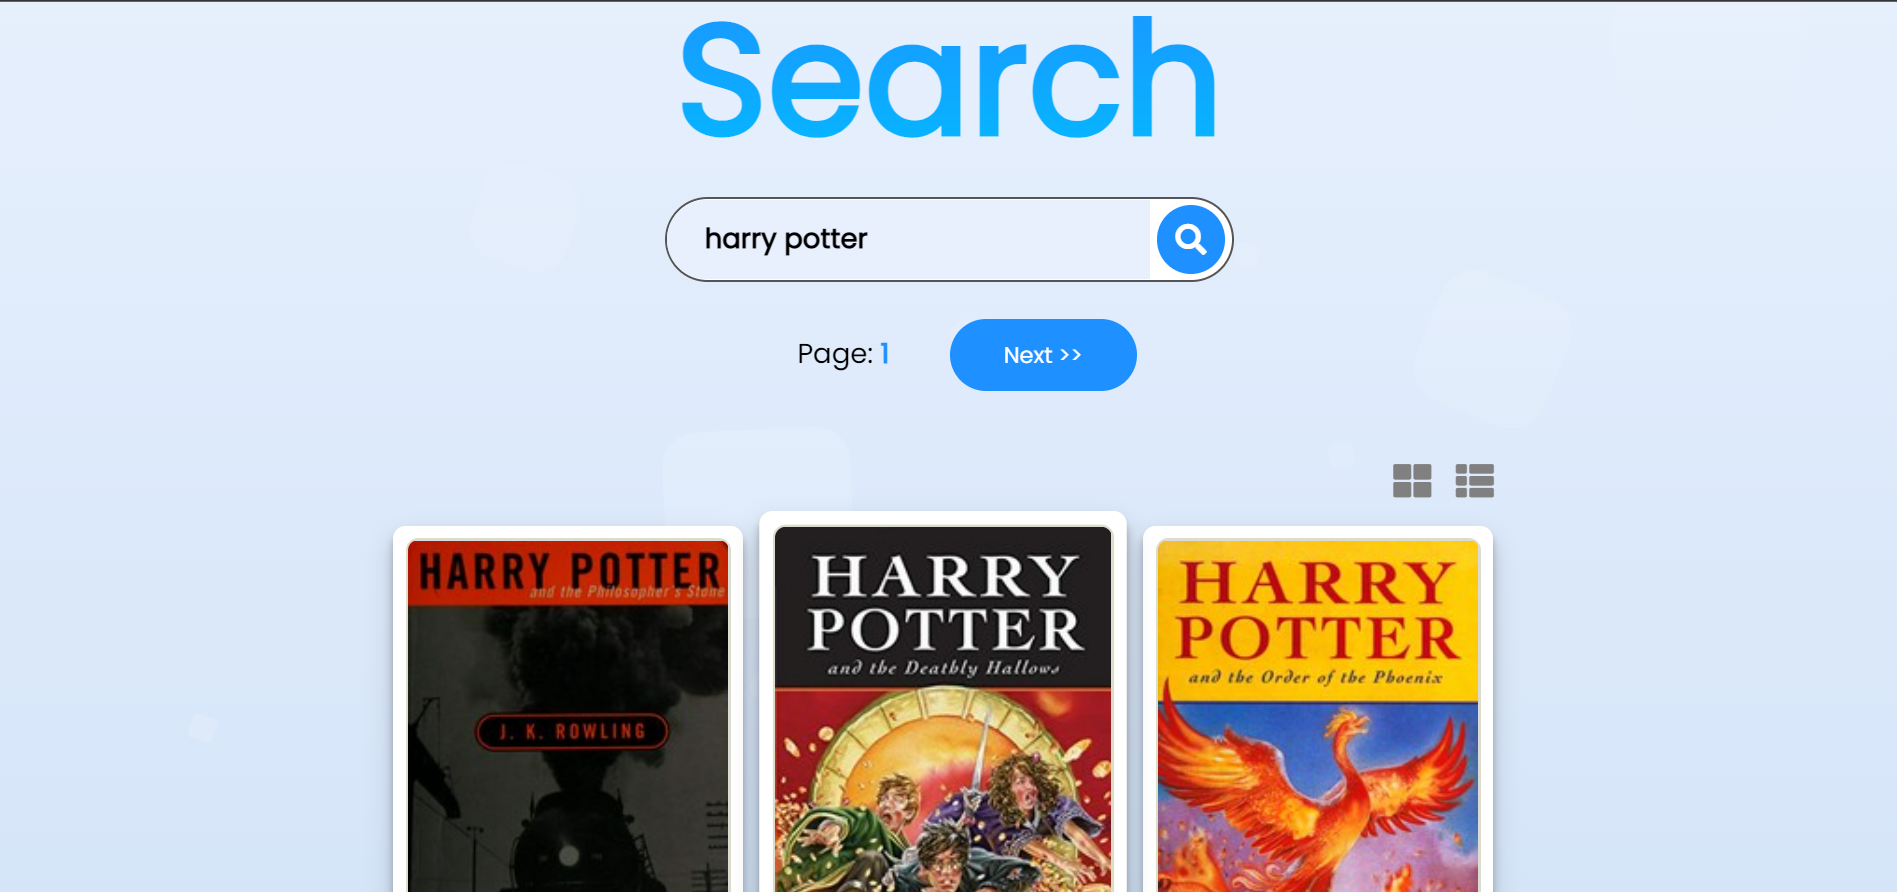 Search
harry potter
Page: 1
Next >>
HARRY POTTER
and the Philosopher's Stone
J. K. ROWLING
HARRY
POTTER
and the Deathly Hallows
HARRY
POTTER
and the Order of the Phoenix